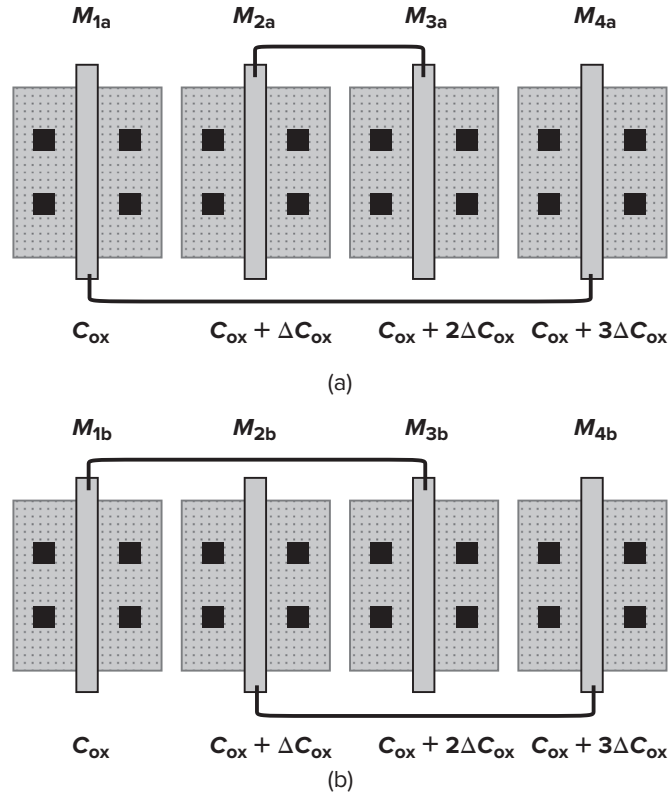 M1a M2a M3a M4a
Cox Cox + ΔCox Cox + 2ΔCox Cox + 3ΔCox
(a)
M1b M2b M3b M4b
Cox Cox + ΔCox Cox + 2ΔCox Cox + 3ΔCox
(b)